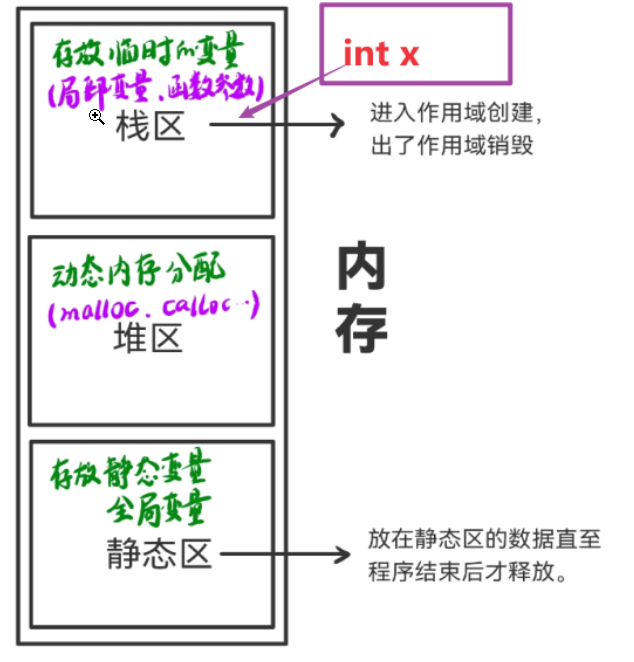 存放临时的变量
(局部变量、函数参数)
栈区
int x
进入作用域创建，
出了作用域销毁
动态内存分配
(malloc、calloc…)
堆区
内
存
存放静态变量
全局变量
静态区
放在静态区的数据直至
程序结束后才释放。